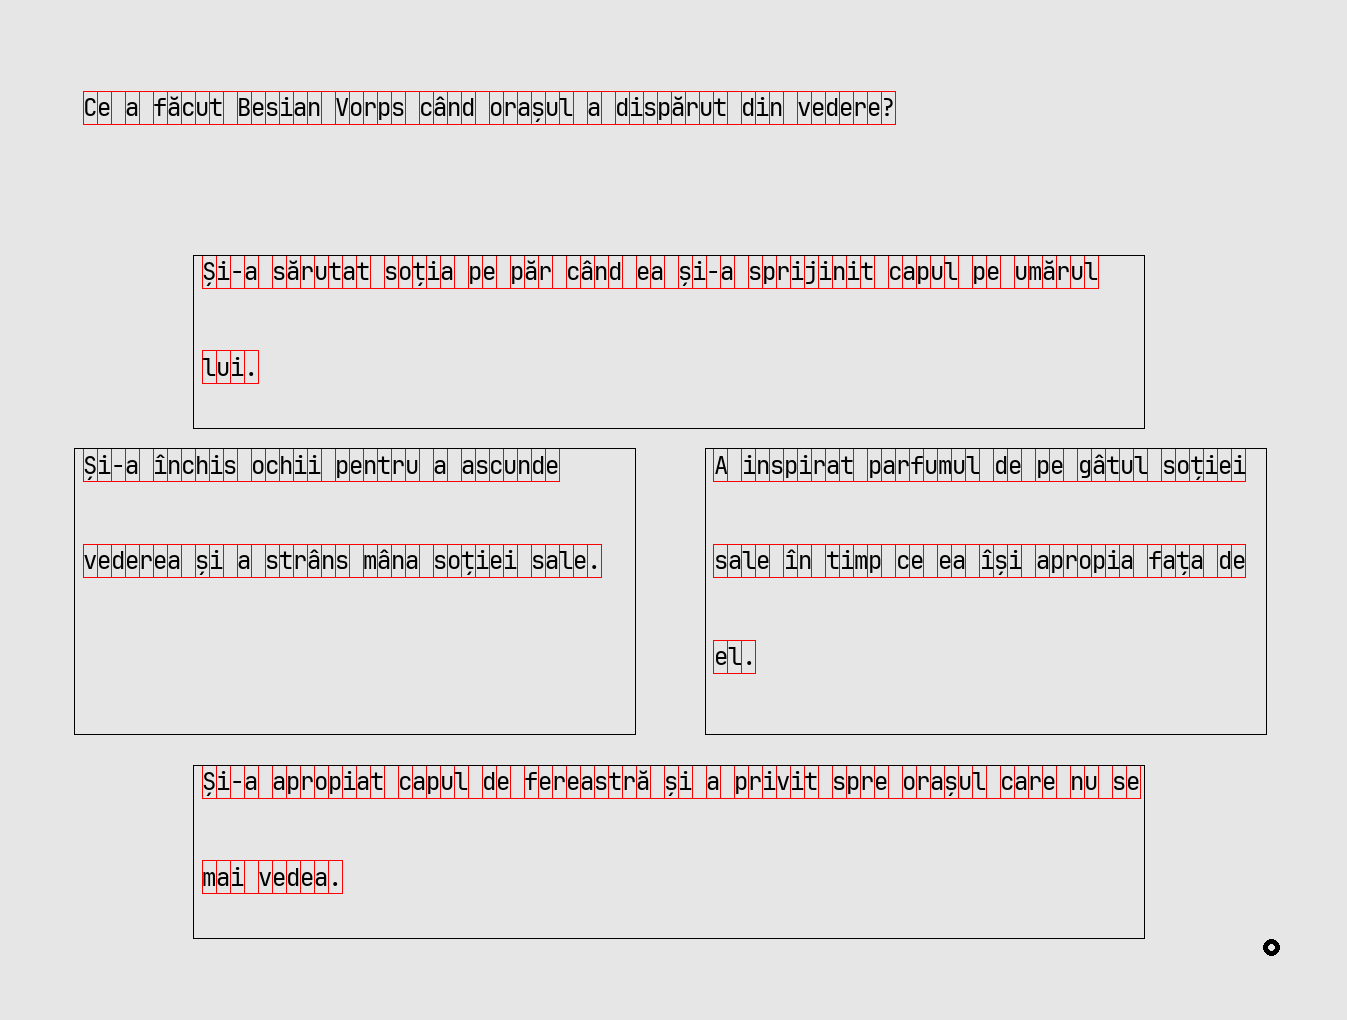 Ce a făcut Besian Vorps când orașul a dispărut din vedere?
Și-a sărutat soția pe păr când ea și-a sprijinit capul pe umărul
lui.
Și-a închis ochii pentru a ascunde
vederea și a strâns mâna soției sale.
A inspirat parfumul de pe gâtul soției
sale în timp ce ea își apropia fața de
el.
Și-a apropiat capul de fereastră și a privit spre orașul care nu se
mai vedea.